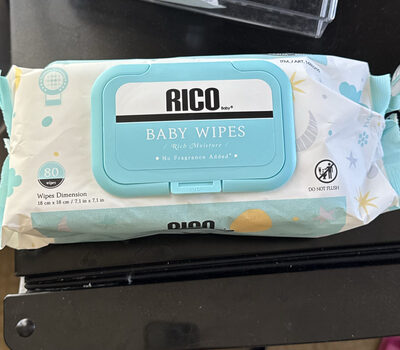 RICO Baby®
BABY WIPES
Rich Moisture
No Fragrance Added
80
wipes
Wipes Dimension
18 cm x 18 cm / 7,1 in x 7,1 in
DO NOT FLUSH
RICO